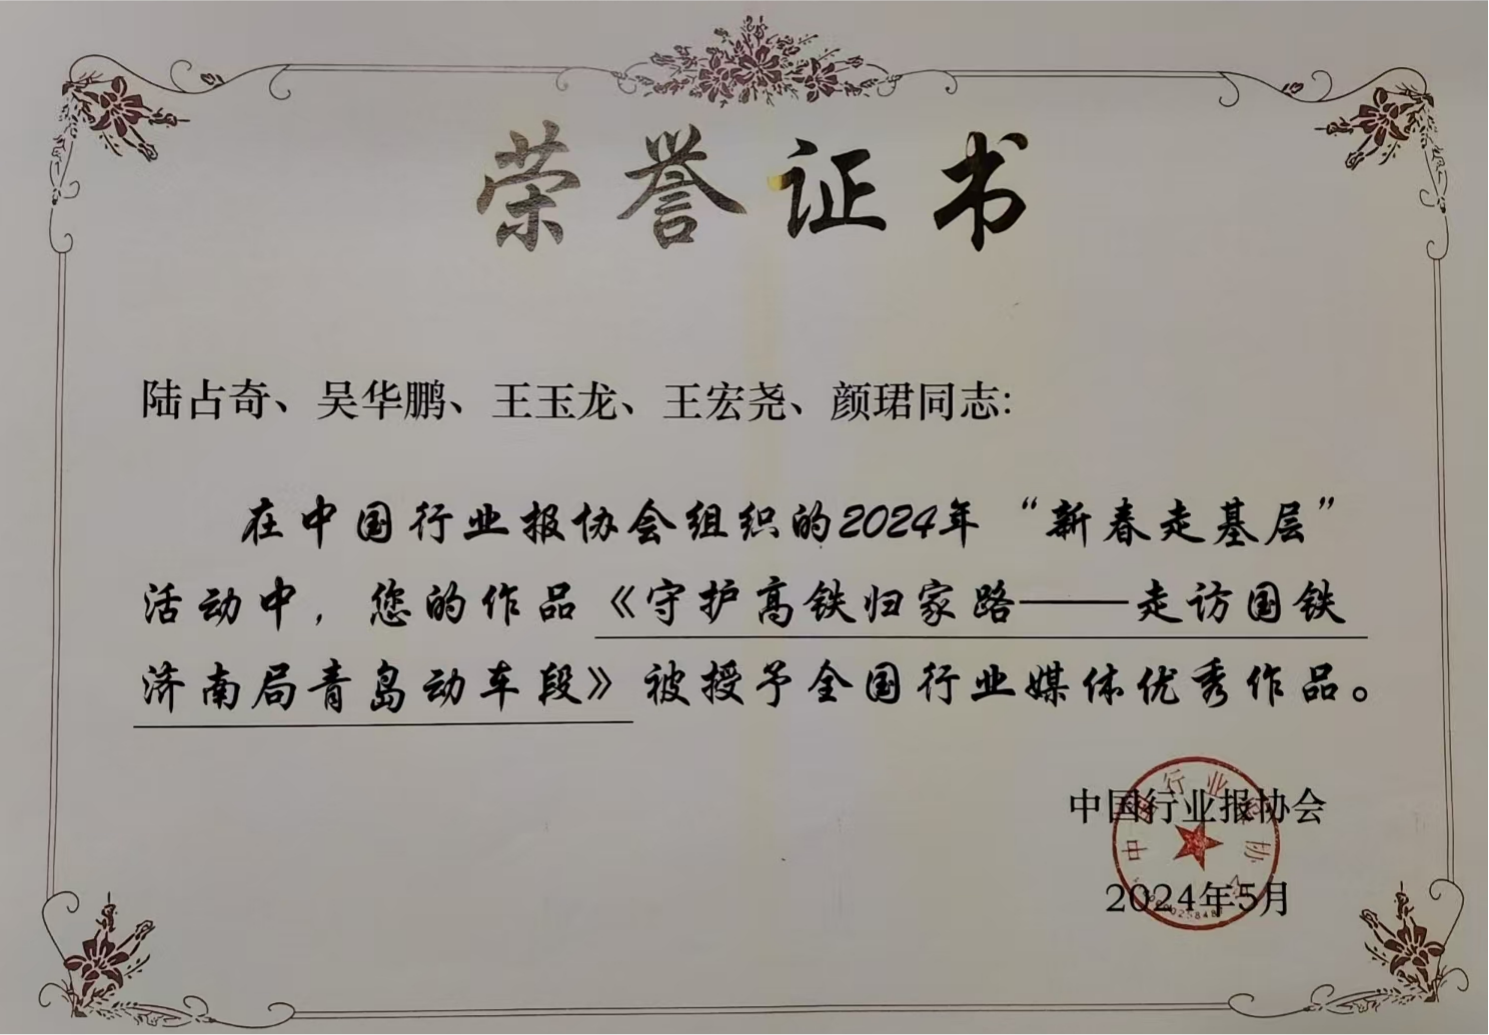 荣誉证书
陆占奇、吴华鹏、王玉龙、王宏尧、颜珺同志:
在中国行业报协会组织的2024年“新春走基层”
活动中，您的作品《守护高铁归家路——走访国铁
济南局青岛动车段》被授予全国行业媒体优秀作品。
中国行业报协会
2024年5月